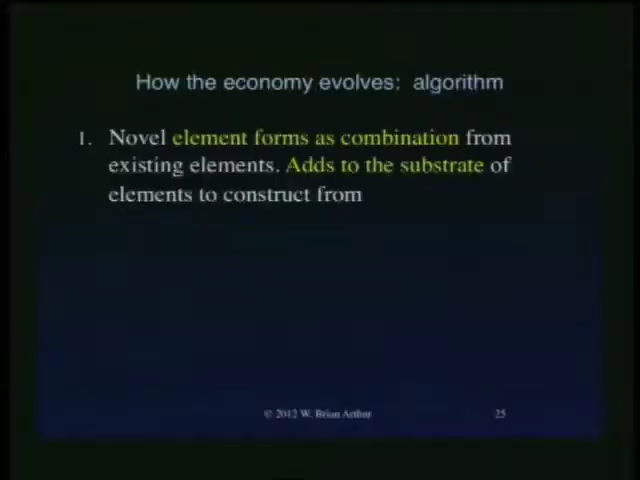 How the economy evolves: algorithm
1. Novel element forms as combination from
existing elements. Adds to the substrate of
elements to construct from
© 2012 W. Brian Arthur
25